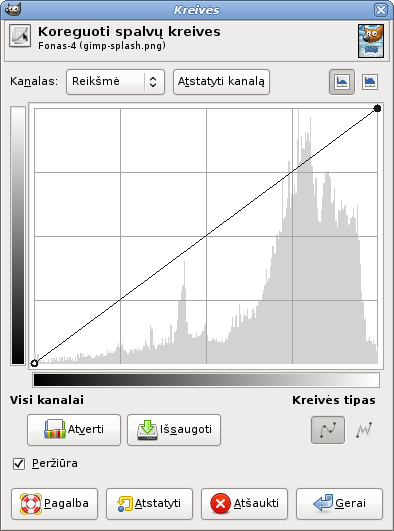 Kreivės
Koreguoti spalvų kreives
Fonas-4 (gimp-splash.png)
Kanalas: Reikšmė Atstatyti kanalą
Visi kanalai Kreivės tipas
Atverti Išsaugoti
Peržiūra
Pagalba Atstatyti Atšaukti Gerai